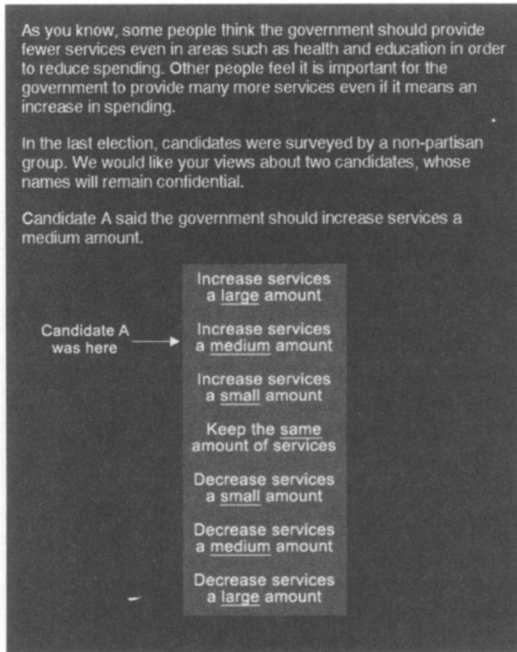 As you know, some people think the government should provide
fewer services even in areas such as health and education in order
to reduce spending. Other people feel it is important for the
government to provide many more services even if it means an
increase in spending.
In the last election, candidates were surveyed by a non-partisan
group. We would like your views about two candidates, whose
names will remain confidential.
Candidate A said the government should increase services a
medium amount.
Increase services
a large amount
Candidate A
was here
Increase services
a medium amount
Increase services
a small amount
Keep the same
amount of services
Decrease services
a small amount
Decrease services
a medium amount
Decrease services
a large amount